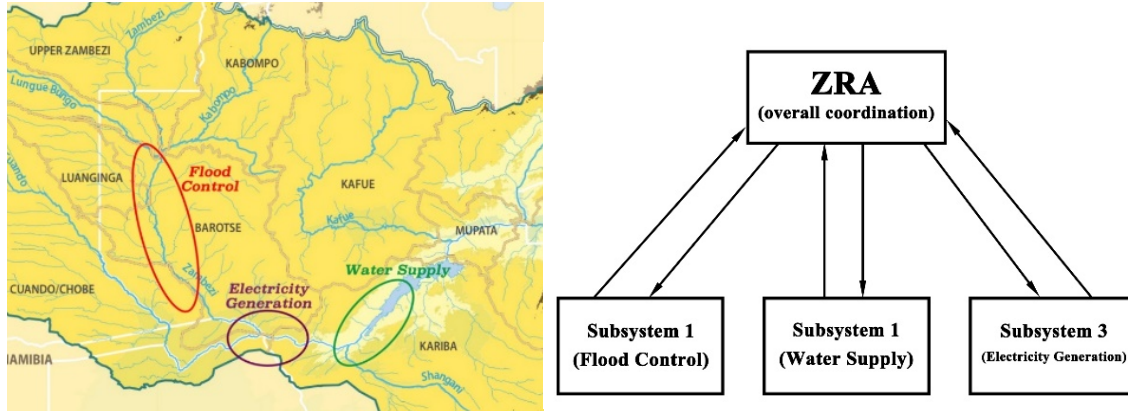 UPPER ZAMBEZI
Zambezi
KABOMPO
Lungue Bungo
Kabompo
LUANGINGA
Flood
Control
KAFUE
Kafue
BAROTSE
MUPATA
Zambezi
Water Supply
CUANDO/CHOBE
Electricity
Generation
KARIBA
Shangani
ZRA
(overall coordination)
Subsystem 1
(Flood Control)
Subsystem 1
(Water Supply)
Subsystem 3
(Electricity Generation)